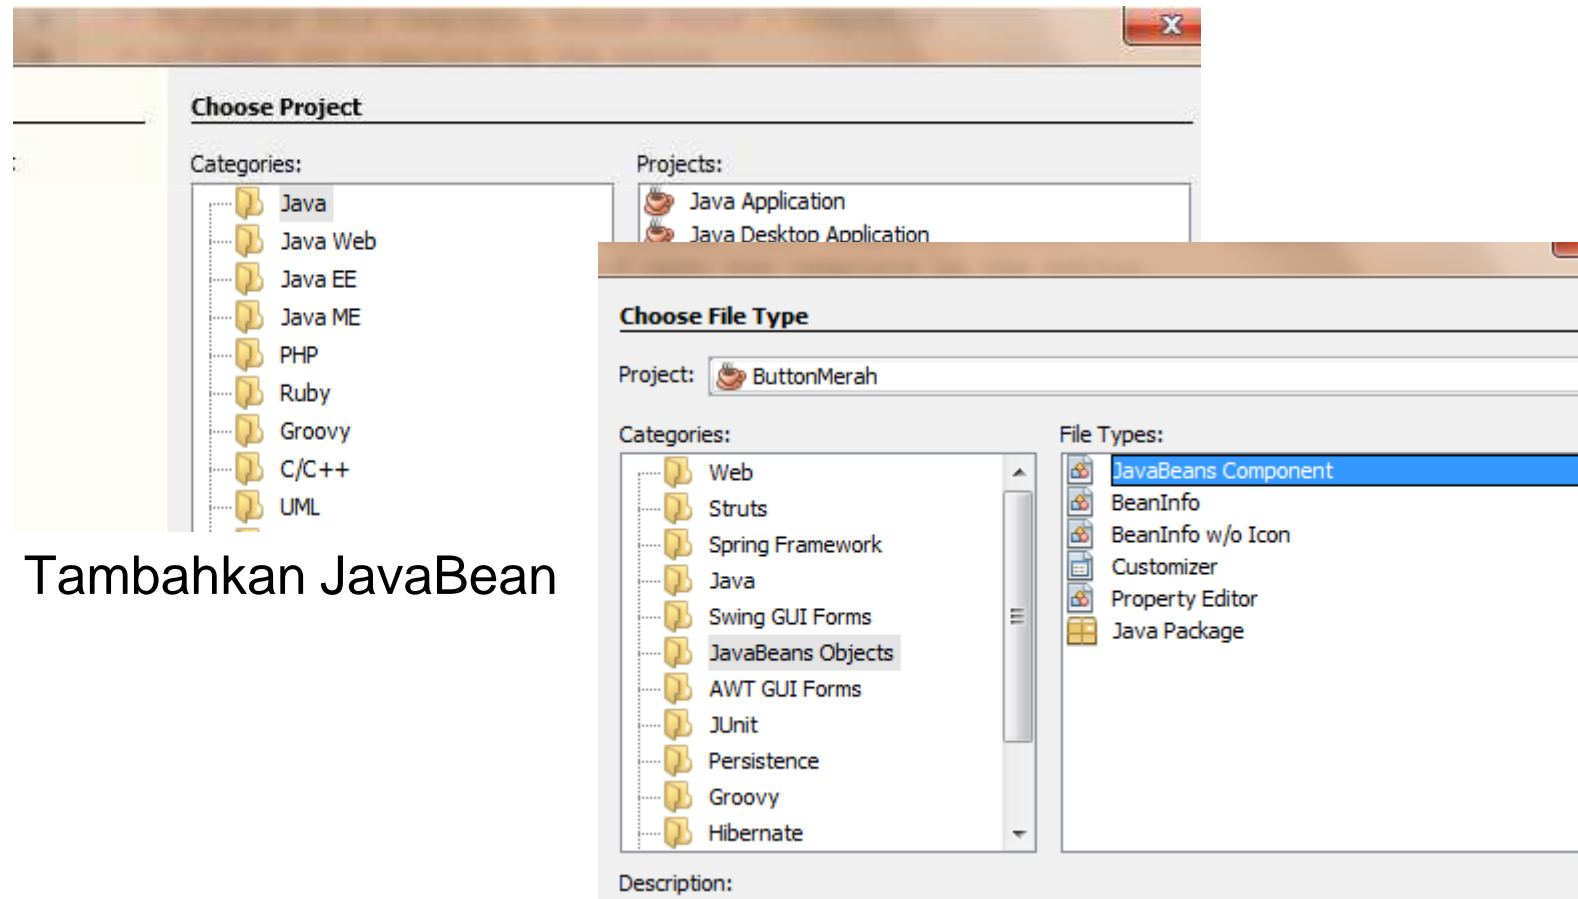 Choose Project
Categories:
Projects:
Java
Java Web
Java EE
Java ME
PHP
Ruby
Groovy
C/C++
UML
Java Application
Java Desktop Application
Tambahkan JavaBean
Choose File Type
Project:
ButtonMerah
Categories:
File Types:
Web
Struts
Spring Framework
Java
Swing GUI Forms
JavaBeans Objects
AWT GUI Forms
JUnit
Persistence
Groovy
Hibernate
JavaBeans Component
BeanInfo
BeanInfo w/o Icon
Customizer
Property Editor
Java Package
Description: